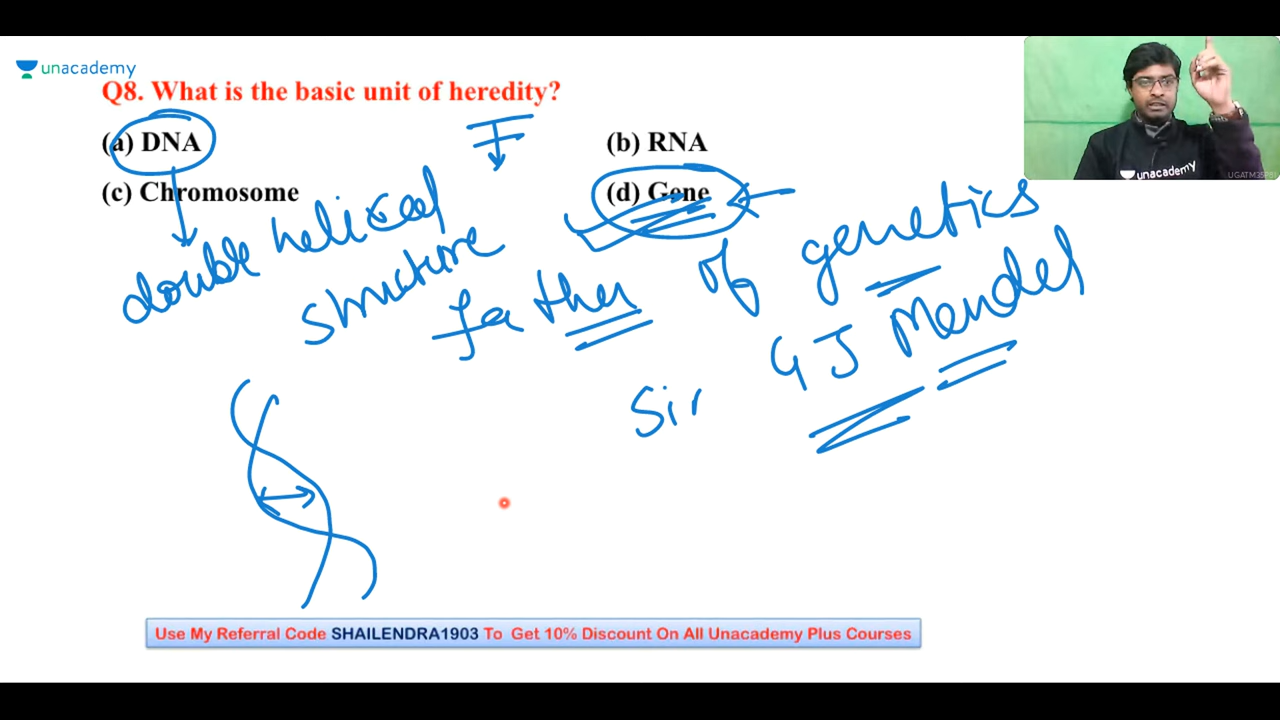 unacademy
Q8. What is the basic unit of heredity?
(a) DNA (b) RNA
(c) Chromosome (d) Gene
double helical
structure
father of genetics
Sir G J Mendel
unacademy
Use My Referral Code SHAILENDRA1903 To Get 10% Discount On All Unacademy Plus Courses